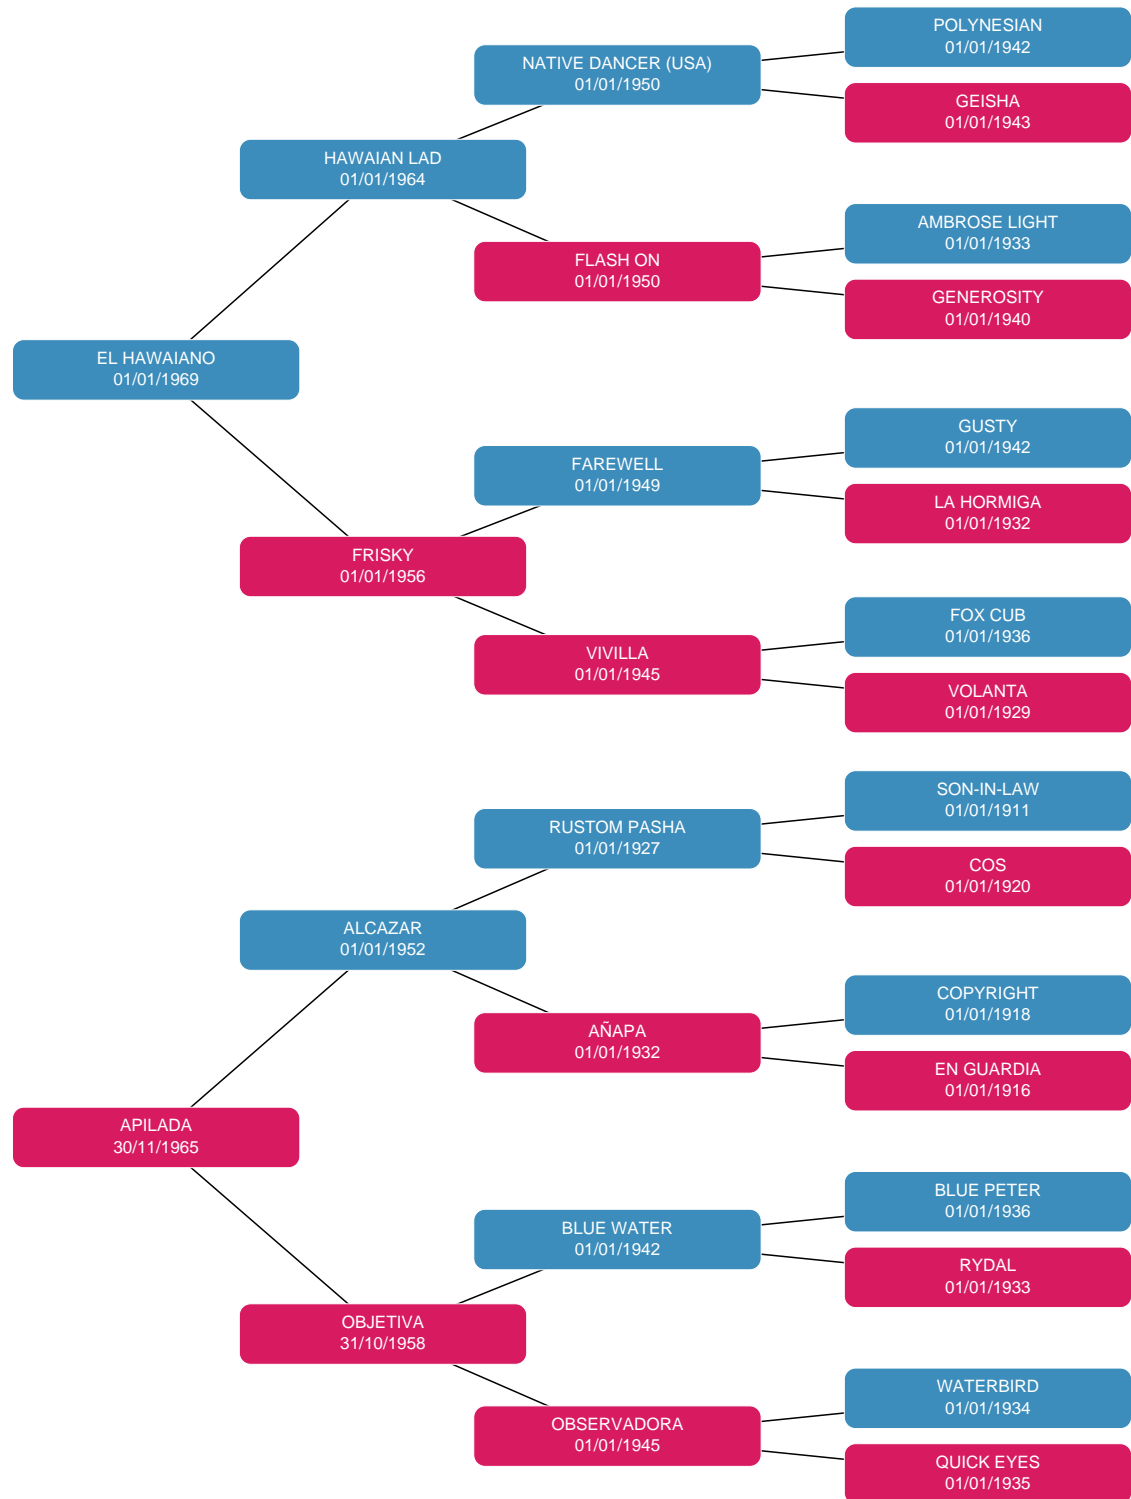 POLYNESIAN
01/01/1942
NATIVE DANCER (USA)
01/01/1950
GEISHA
01/01/1943
HAWAIAN LAD
01/01/1964
AMBROSE LIGHT
01/01/1933
FLASH ON
01/01/1950
GENEROSITY
01/01/1940
EL HAWAIANO
01/01/1969
GUSTY
01/01/1942
FAREWELL
01/01/1949
LA HORMIGA
01/01/1932
FRISKY
01/01/1956
FOX CUB
01/01/1936
VIVILLA
01/01/1945
VOLANTA
01/01/1929
SON-IN-LAW
01/01/1911
RUSTOM PASHA
01/01/1927
COS
01/01/1920
ALCAZAR
01/01/1952
COPYRIGHT
01/01/1918
AÑAPA
01/01/1932
EN GUARDIA
01/01/1916
APILADA
30/11/1965
BLUE PETER
01/01/1936
BLUE WATER
01/01/1942
RYDAL
01/01/1933
OBJETIVA
31/10/1958
WATERBIRD
01/01/1934
OBSERVADORA
01/01/1945
QUICK EYES
01/01/1935